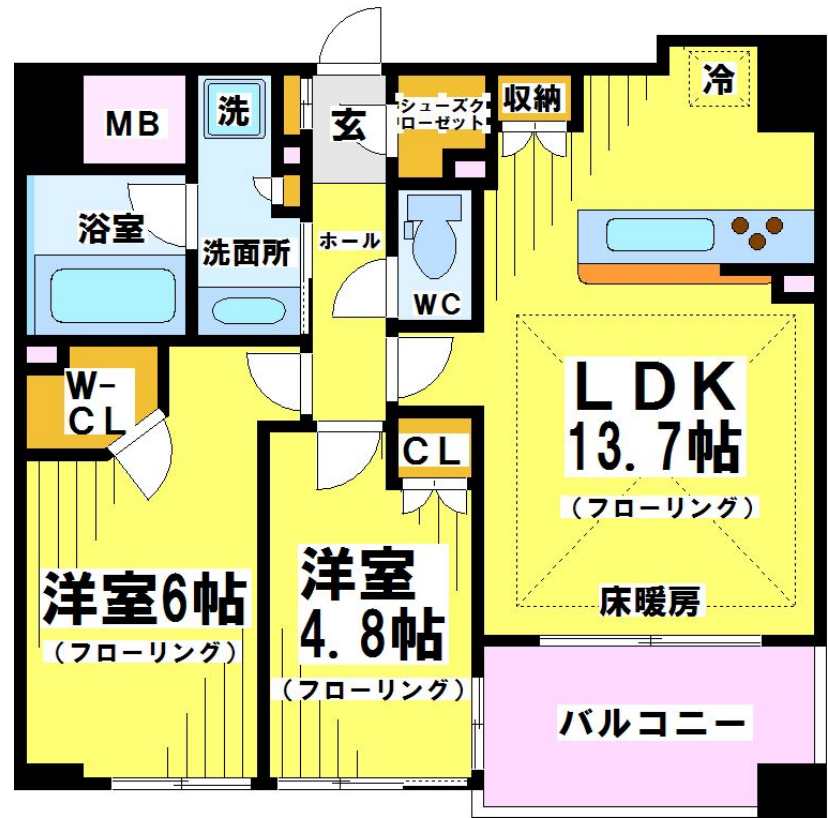 MB
洗
玄
シューズク
ローゼット
収納
冷
浴室
洗面所
ホール
WC
W-
CL
CL
LDK
13.7帖
(フローリング)
床暖房
洋室6帖
(フローリング)
洋室
4.8帖
(フローリング)
バルコニー